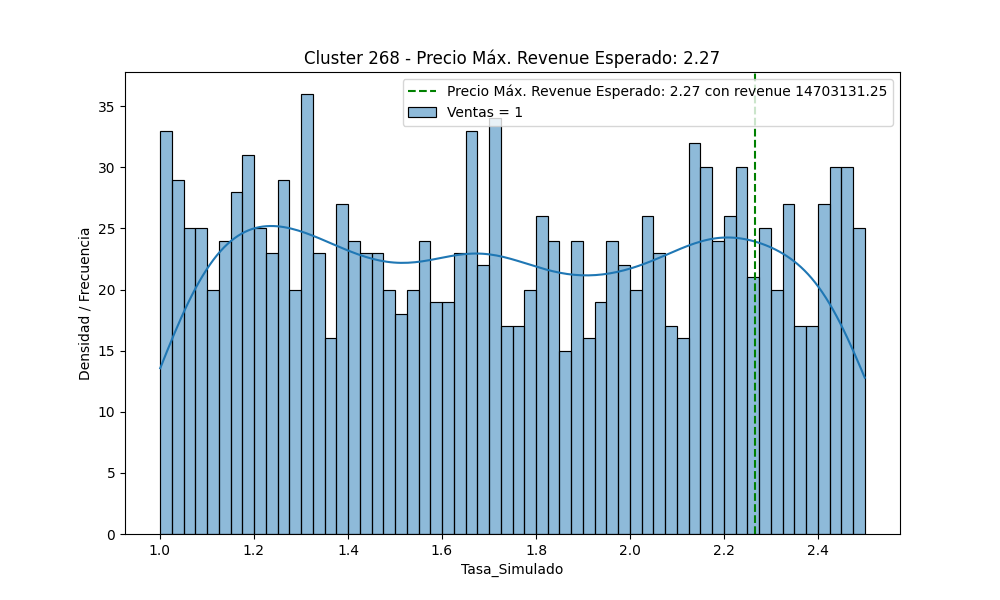 Cluster 268 - Precio Máx. Revenue Esperado: 2.27
Precio Máx. Revenue Esperado: 2.27 con revenue 14703131.25
Ventas = 1
Densidad / Frecuencia
35
30
25
20
15
10
5
0
1.0 1.2 1.4 1.6 1.8 2.0 2.2 2.4
Tasa_Simulado